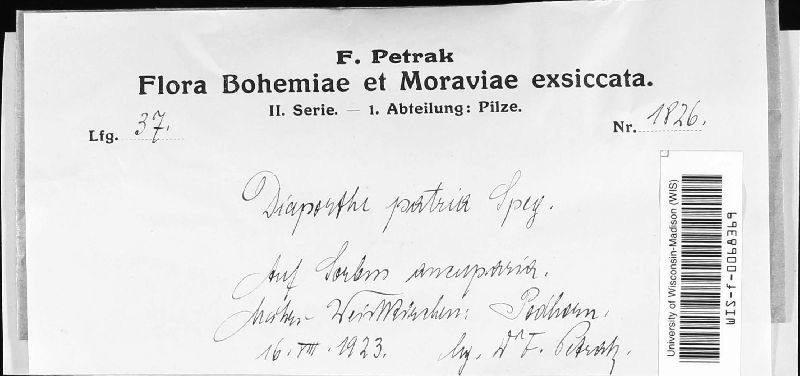 F. Petrak
Flora Bohemiae et Moraviae exsiccata.
II. Serie. — 1. Abteilung: Pilze.
Lfg. 37.
Nr. 1826.
Diaporthe patria Speg.
Auf Sorbus aucuparia.
Mähr. Weisskirchen: Podhorn.
16. VII. 1923. lg. Dr F. Petrak.
University of Wisconsin-Madison (WIS)
WIS-f-0068369